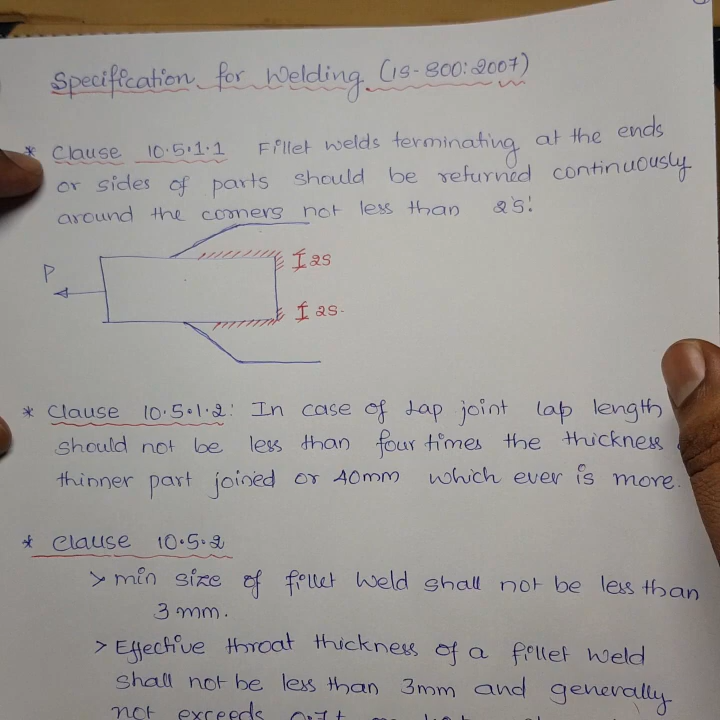 Specification for Welding (IS-800:2007)
* Clause 10.5.1.1 Fillet welds terminating at the ends
or sides of parts should be returned continuously
around the corners not less than 2s!
P
I 2s
I 2s.
* Clause 10.5.1.2: In case of Lap joint lap length
should not be less than four times the thickness
thinner part joined or 40mm which ever is more.
* Clause 10.5.2
> min size of fillet weld shall not be less than
3 mm.
> Effective throat thickness of a fillet weld
shall not be less than 3mm and generally
not exceeds 0.7t